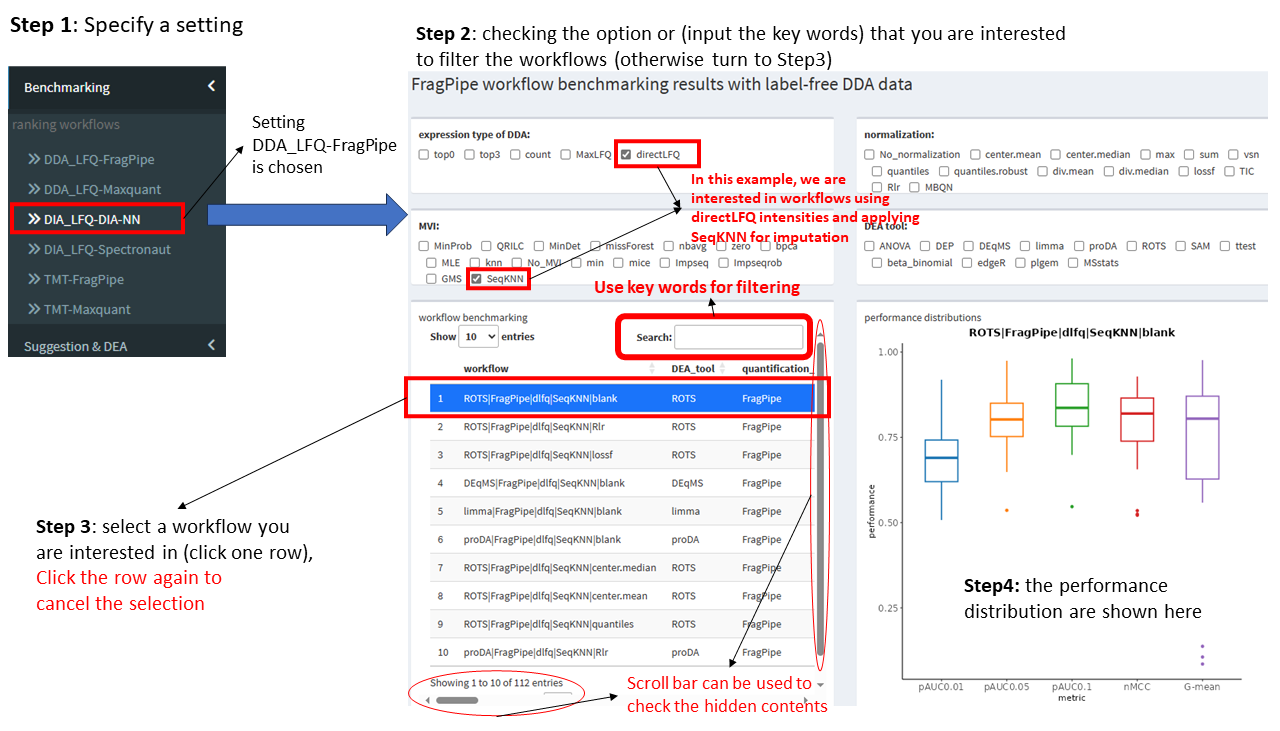 Step 1: Specify a setting
Benchmarking
ranking workflows
DDA_LFQ-FragPipe
DDA_LFQ-Maxquant
DIA_LFQ-DIA-NN
DIA_LFQ-Spectronaut
TMT-FragPipe
TMT-Maxquant
Suggestion & DEA
Setting
DDA_LFQ-FragPipe
is chosen
Step 2: checking the option or (input the key words) that you are interested
to filter the workflows (otherwise turn to Step3)
FragPipe workflow benchmarking results with label-free DDA data
expression type of DDA:
top0 top3 count MaxLFQ directLFQ
normalization:
No_normalization center.mean center.median max sum vsn
quantiles quantiles.robust div.mean div.median lossf TIC
Rlr MBQN
In this example, we are
interested in workflows using
directLFQ intensities and applying
SeqKNN for imputation
MVI:
MinProb QRILC MinDet missForest nbavg zero bpca
MLE knn No_MVI min mice Impseq Impseqrob
GMS SeqKNN
DEA tool:
ANOVA DEP DEqMS limma proDA ROTS SAM ttest
beta_binomial edgeR plgem MSstats
Use key words for filtering
workflow benchmarking
Show 10 entries
Search:
workflow DEA_tool quantification_
1 ROTS|FragPipe|dlfq|SeqKNN|blank ROTS FragPipe
2 ROTS|FragPipe|dlfq|SeqKNN|Rlr ROTS FragPipe
3 ROTS|FragPipe|dlfq|SeqKNN|lossf ROTS FragPipe
4 DEqMS|FragPipe|dlfq|SeqKNN|blank DEqMS FragPipe
5 limma|FragPipe|dlfq|SeqKNN|blank limma FragPipe
6 proDA|FragPipe|dlfq|SeqKNN|blank proDA FragPipe
7 ROTS|FragPipe|dlfq|SeqKNN|center.median ROTS FragPipe
8 ROTS|FragPipe|dlfq|SeqKNN|center.mean ROTS FragPipe
9 ROTS|FragPipe|dlfq|SeqKNN|quantiles ROTS FragPipe
10 proDA|FragPipe|dlfq|SeqKNN|Rlr proDA FragPipe
Showing 1 to 10 of 112 entries
Step 3: select a workflow you
are interested in (click one row),
Click the row again to
cancel the selection
Scroll bar can be used to
check the hidden contents
performance distributions
ROTS|FragPipe|dlfq|SeqKNN|blank
1.00
0.75
0.50
0.25
performance
Step4: the performance
distribution are shown here
pAUC0.01 pAUC0.05 pAUC0.1 nMCC G-mean
metric